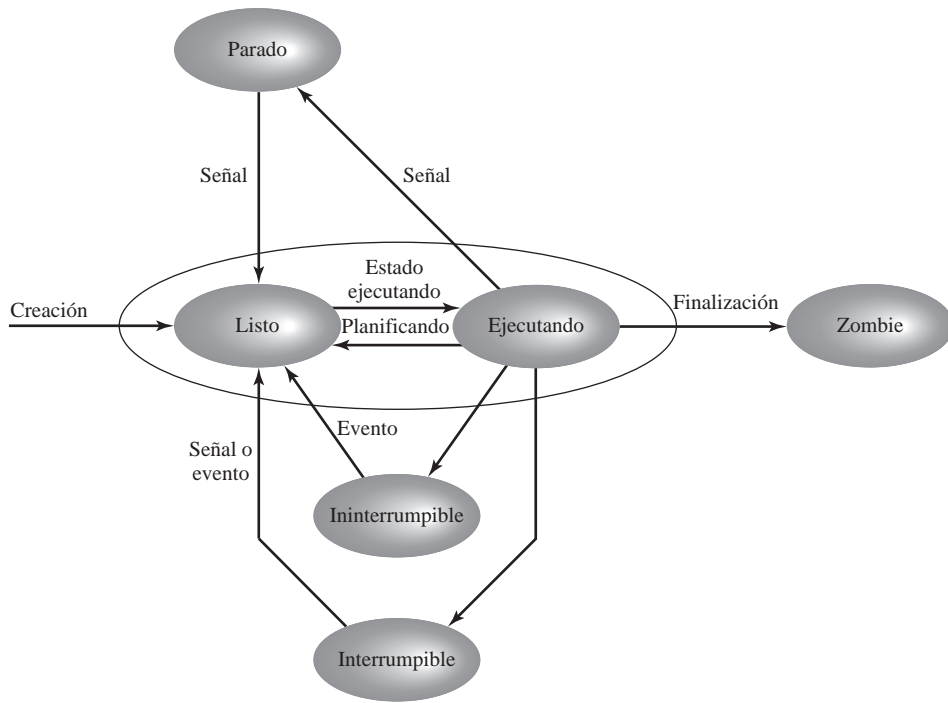 Parado
Señal
Señal
Estado
ejecutando
Creación
Listo
Planificando
Ejecutando
Finalización
Zombie
Señal o
evento
Evento
Ininterrumpible
Interrumpible